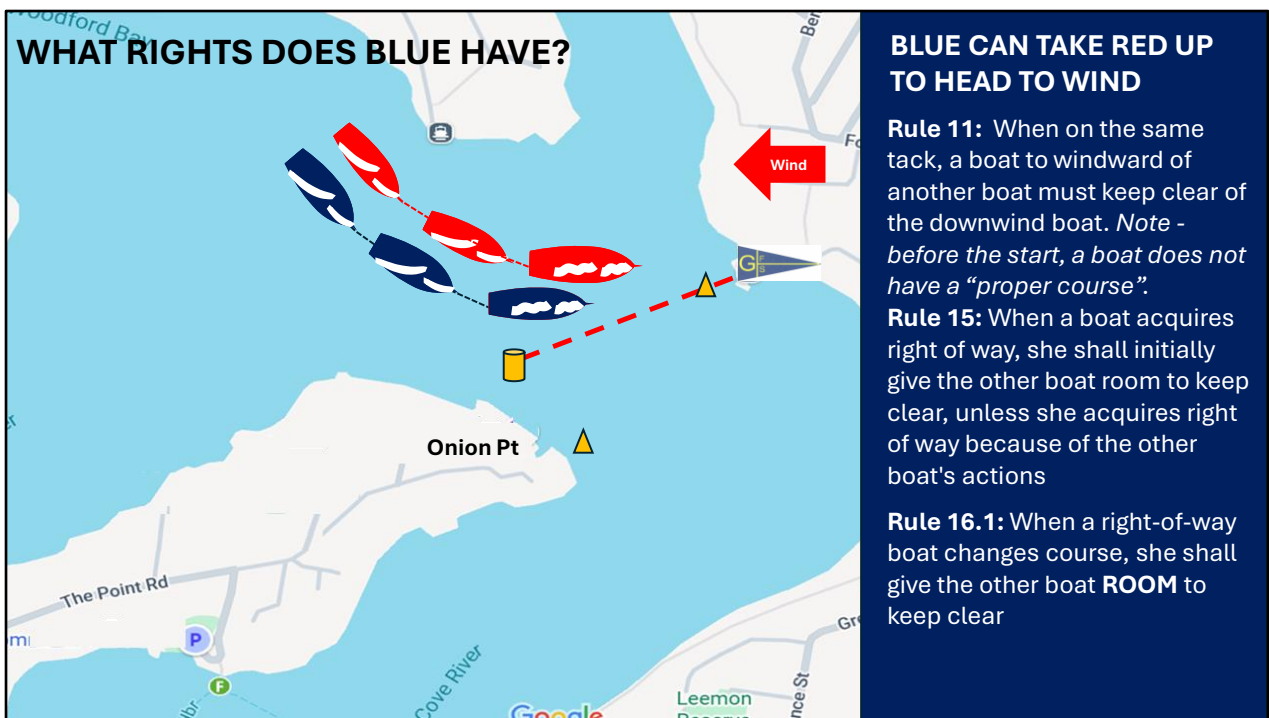 Woodford Bay
WHAT RIGHTS DOES BLUE HAVE?
Wind
G F S
Onion Pt
The Point Rd
P
F
Cove River
Google
Leemon
Reserve
BLUE CAN TAKE RED UP
TO HEAD TO WIND
Rule 11: When on the same
tack, a boat to windward of
another boat must keep clear of
the downwind boat. Note -
before the start, a boat does not
have a “proper course”.
Rule 15: When a boat acquires
right of way, she shall initially
give the other boat room to keep
clear, unless she acquires right
of way because of the other
boat's actions
Rule 16.1: When a right-of-way
boat changes course, she shall
give the other boat ROOM to
keep clear